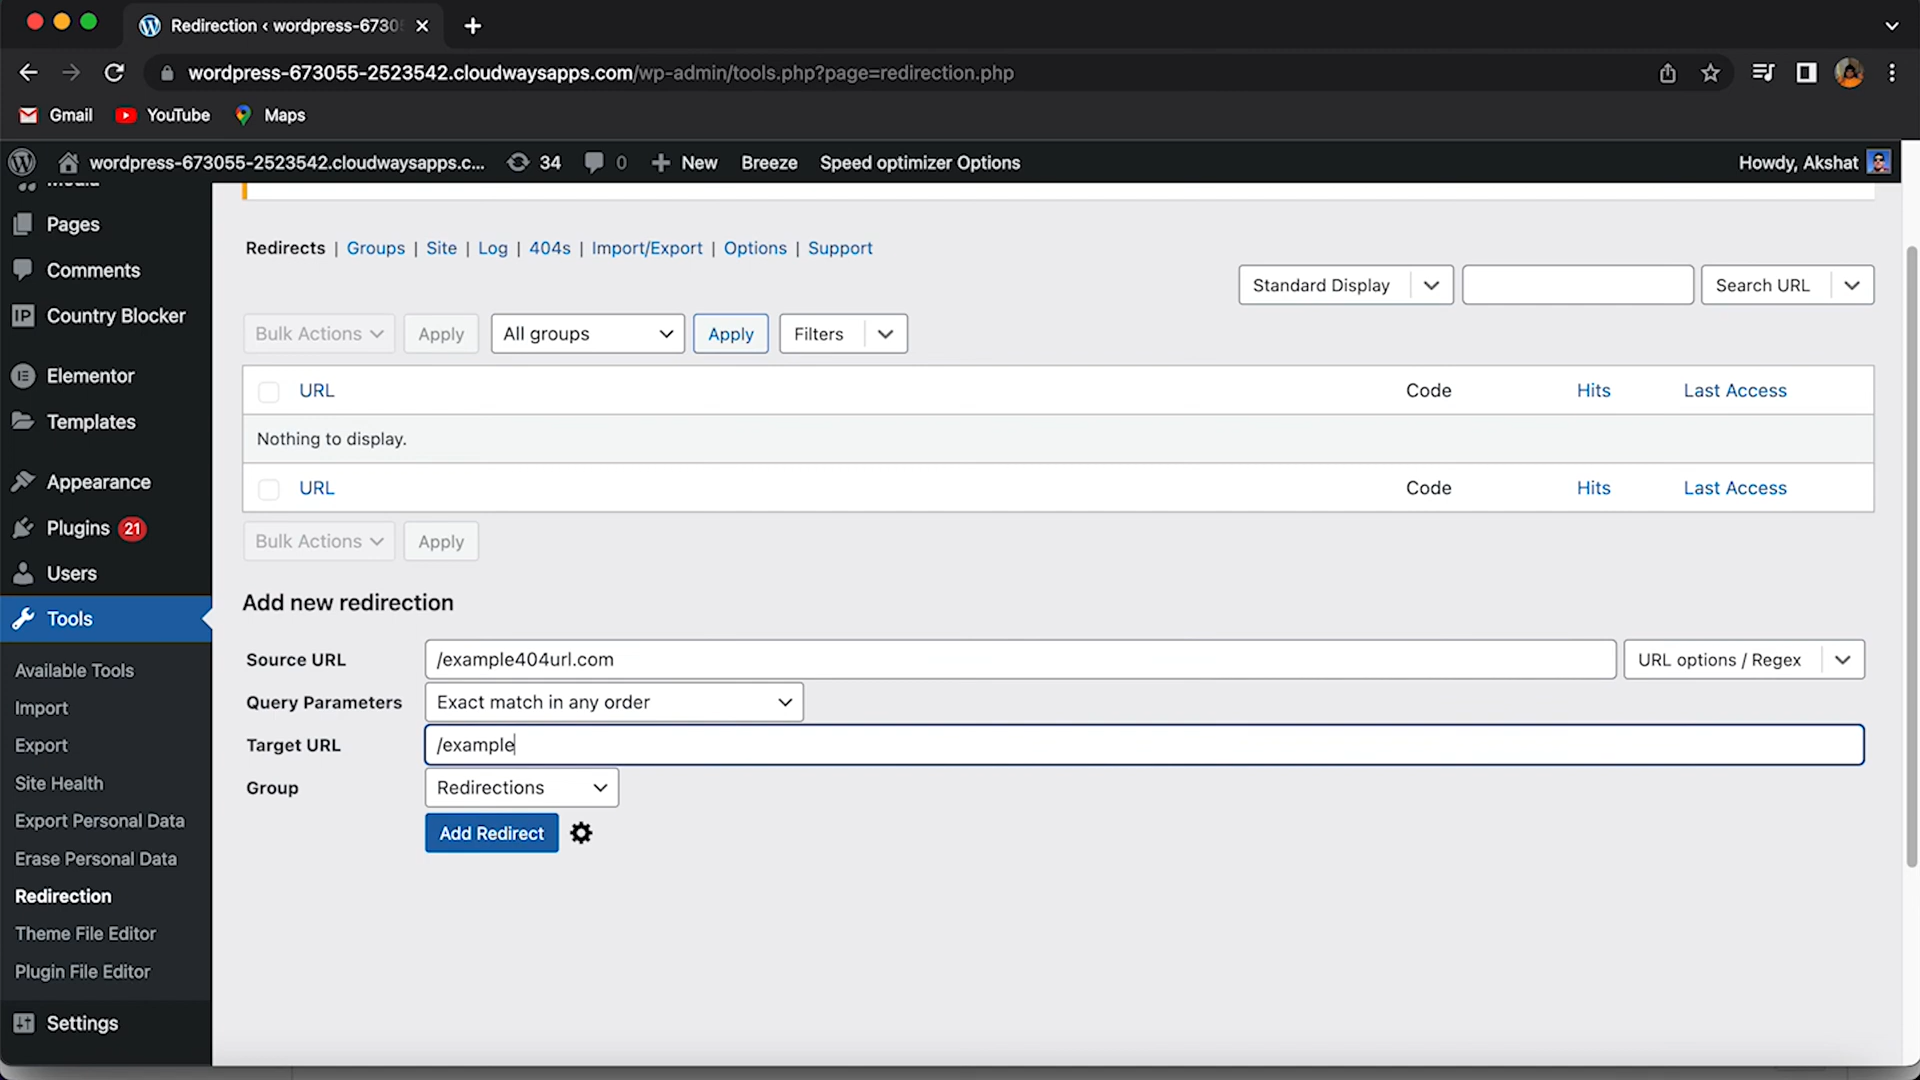 Redirection ‹ wordpress-6730
wordpress-673055-2523542.cloudwaysapps.com/wp-admin/tools.php?page=redirection.php
Gmail YouTube Maps
wordpress-673055-2523542.cloudwaysapps.c... 34 0 New Breeze Speed optimizer Options Howdy, Akshat
Media
Pages
Comments
IP Country Blocker
Elementor
Templates
Appearance
Plugins 21
Users
Tools
Available Tools
Import
Export
Site Health
Export Personal Data
Erase Personal Data
Redirection
Theme File Editor
Plugin File Editor
Settings
Redirects | Groups | Site | Log | 404s | Import/Export | Options | Support
Standard Display Search URL
Bulk Actions Apply All groups Apply Filters
URL Code Hits Last Access
Nothing to display.
URL Code Hits Last Access
Bulk Actions Apply
Add new redirection
Source URL /example404url.com URL options / Regex
Query Parameters Exact match in any order
Target URL /example
Group Redirections
Add Redirect